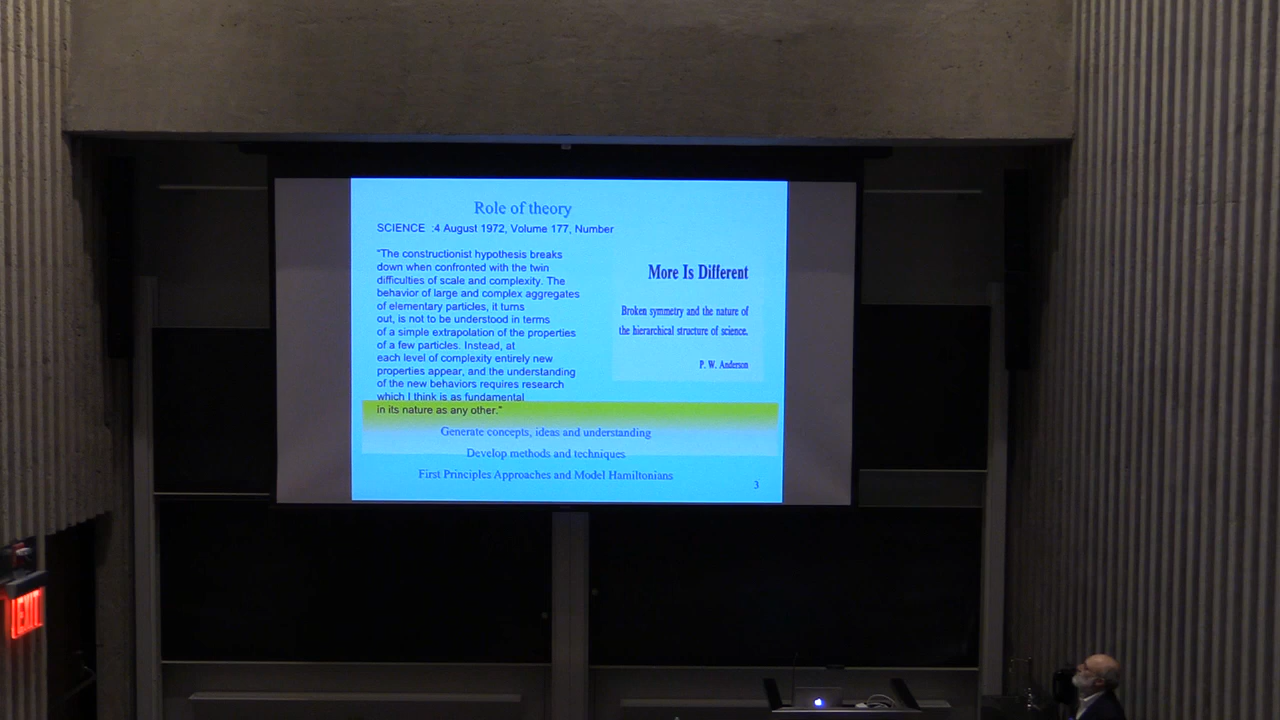 Role of theory
SCIENCE :4 August 1972, Volume 177, Number
"The constructionist hypothesis breaks
down when confronted with the twin
difficulties of scale and complexity. The
behavior of large and complex aggregates
of elementary particles, it turns
out, is not to be understood in terms
of a simple extrapolation of the properties
of a few particles. Instead, at
each level of complexity entirely new
properties appear, and the understanding
of the new behaviors requires research
which I think is as fundamental
in its nature as any other."
More Is Different
Broken symmetry and the nature of
the hierarchical structure of science.
P. W. Anderson
Generate concepts, ideas and understanding
Develop methods and techniques
First Principles Approaches and Model Hamiltonians
3
EXIT